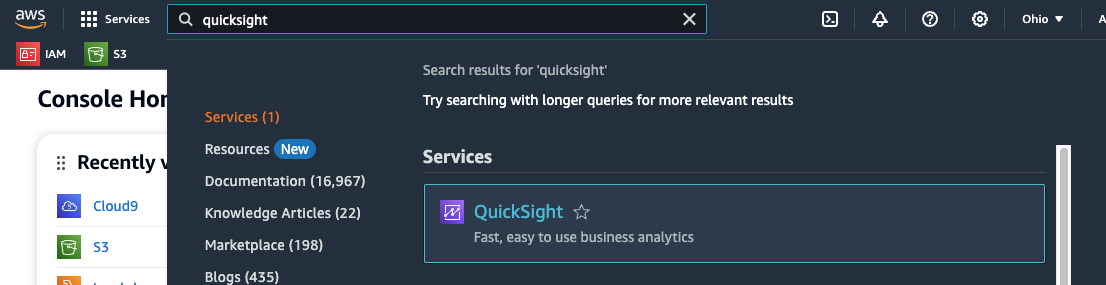 aws
Services
quicksight
Ohio
A
IAM
S3
Console Hor
Recently v
Cloud9
S3
Search results for 'quicksight'
Try searching with longer queries for more relevant results
Services (1)
Resources New
Documentation (16,967)
Knowledge Articles (22)
Marketplace (198)
Blogs (435)
Services
QuickSight
Fast, easy to use business analytics